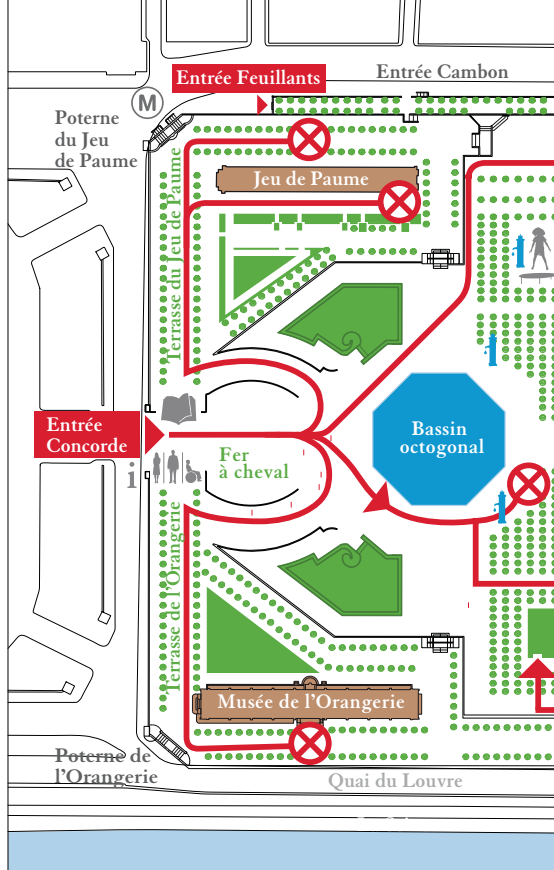 Entrée Feuillants
Entrée Cambon
M
Poterne
du Jeu
de Paume
Jeu de Paume
Terrasse du Jeu de Paume
Entrée
Concorde
Bassin
octogonal
Fer
à cheval
i
Terrasse de l'Orangerie
Musée de l'Orangerie
Poterne de
l'Orangerie
Quai du Louvre